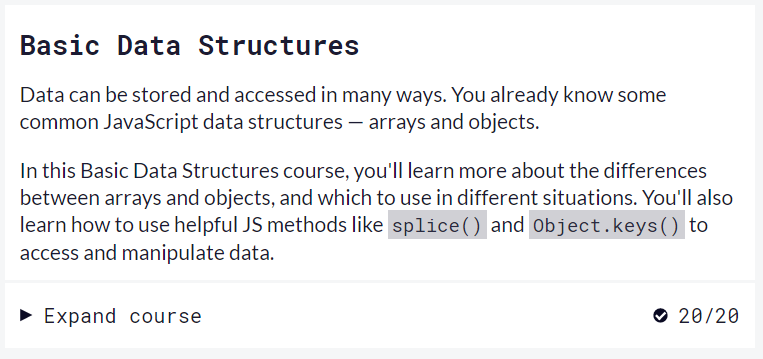 Basic Data Structures
Data can be stored and accessed in many ways. You already know some
common JavaScript data structures — arrays and objects.
In this Basic Data Structures course, you'll learn more about the differences
between arrays and objects, and which to use in different situations. You'll also
learn how to use helpful JS methods like splice() and Object.keys() to
access and manipulate data.
Expand course 20/20